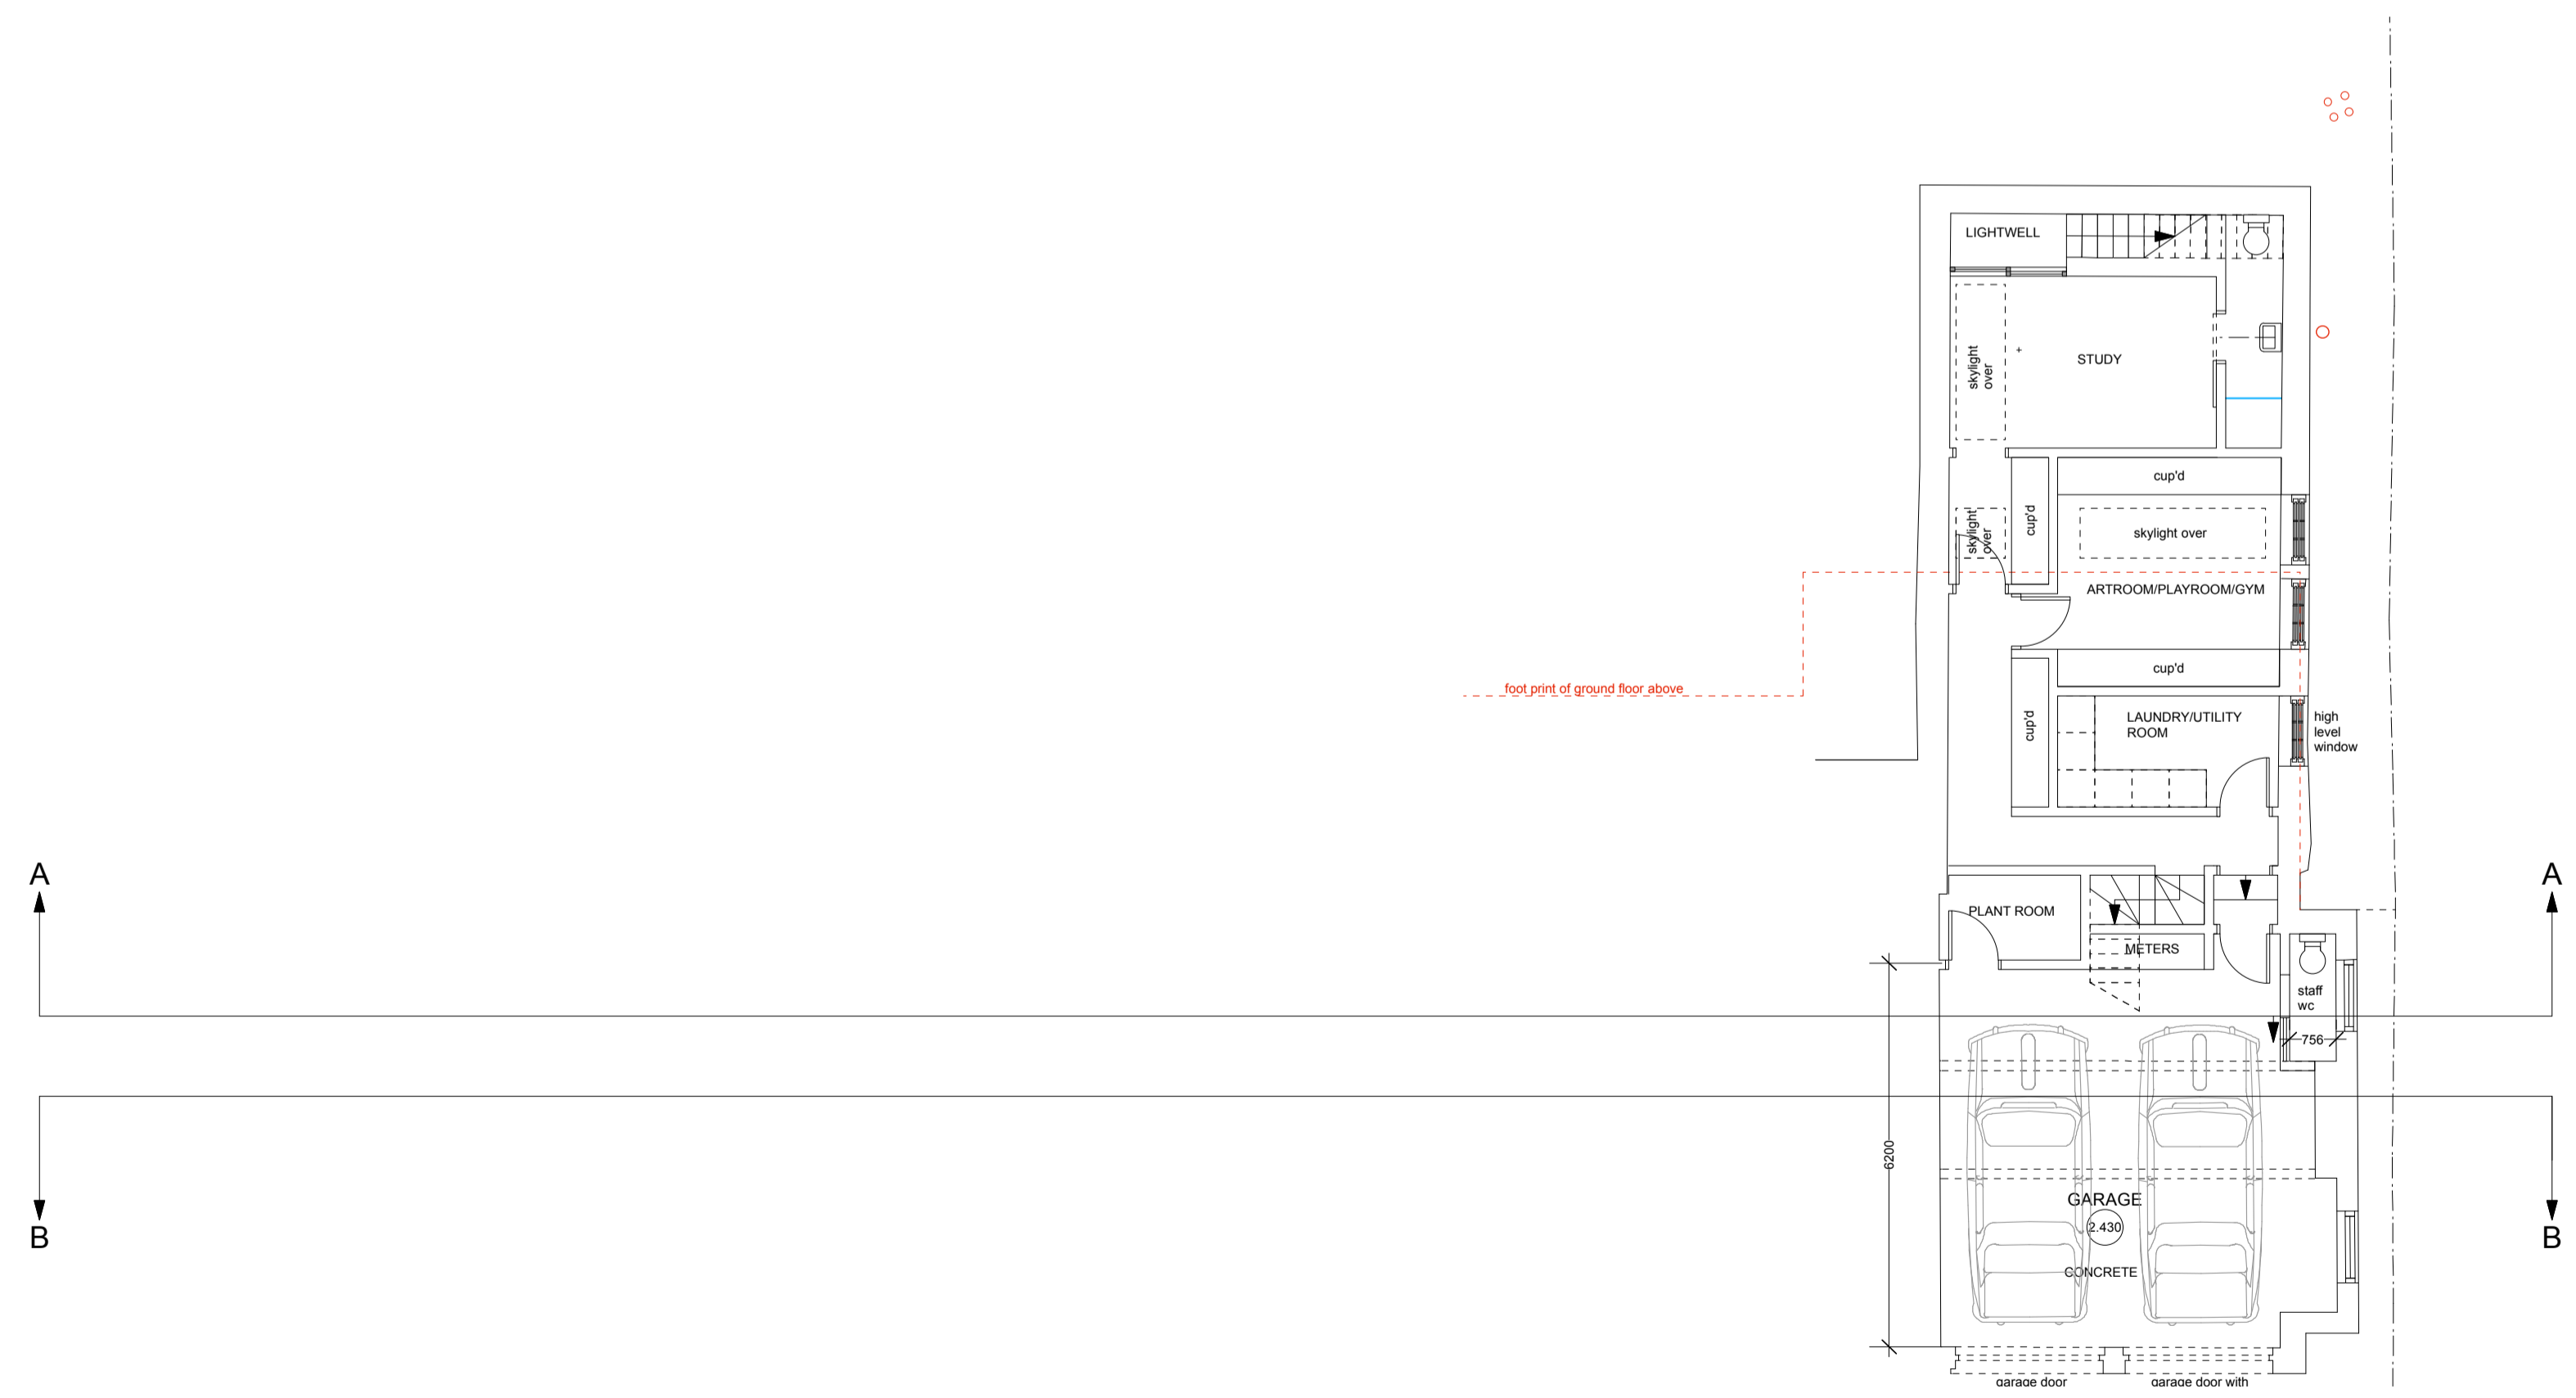 LIGHTWELL
skylight
over
STUDY
cup'd
skylight
over
cup'd
skylight over
ARTROOM/PLAYROOM/GYM
cup'd
foot print of ground floor above
cup'd
LAUNDRY/UTILITY
ROOM
high
level
window
A
A
PLANT ROOM
METERS
staff
wc
756
6200
GARAGE
2.430
B
B
CONCRETE
garage door
garage door with